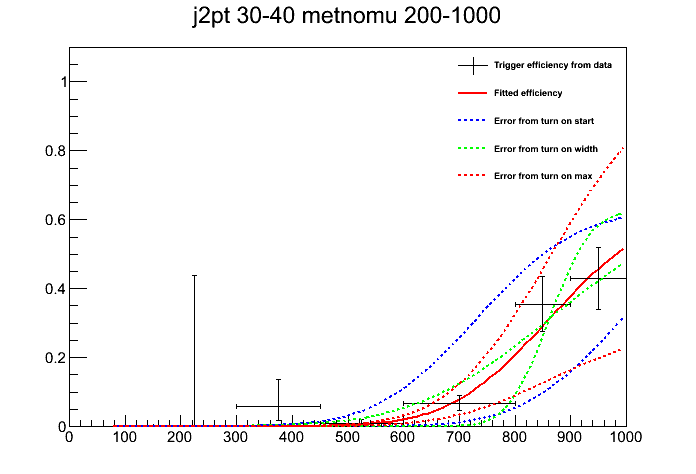 j2pt 30-40 metnomu 200-1000
1
0.8
0.6
0.4
0.2
0
Trigger efficiency from data
Fitted efficiency
Error from turn on start
Error from turn on width
Error from turn on max
0 100 200 300 400 500 600 700 800 900 1000